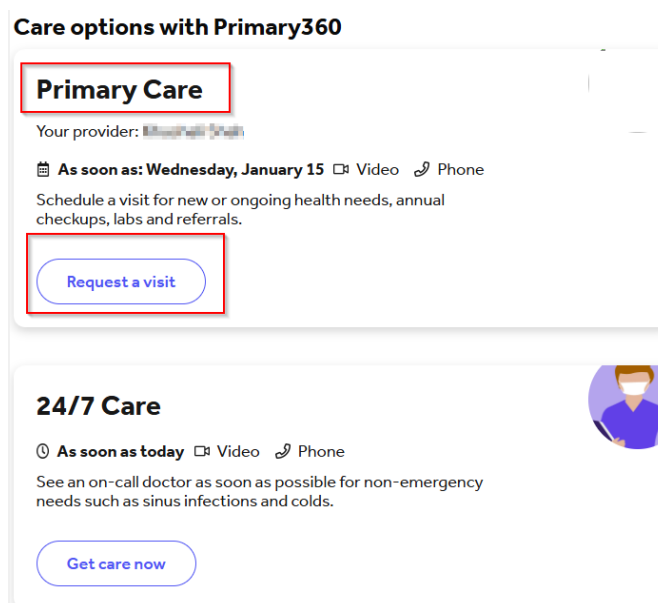 Care options with Primary360
Primary Care
Your provider:
As soon as: Wednesday, January 15 Video Phone
Schedule a visit for new or ongoing health needs, annual
checkups, labs and referrals.
Request a visit
24/7 Care
As soon as today Video Phone
See an on-call doctor as soon as possible for non-emergency
needs such as sinus infections and colds.
Get care now